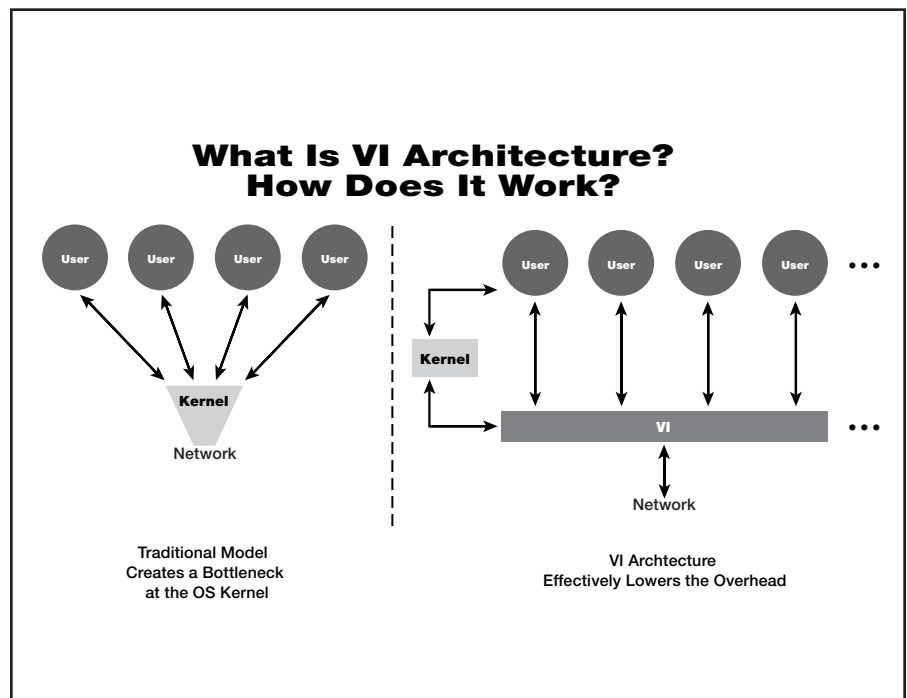 What Is VI Architecture?
How Does It Work?
User
User
User
User
Kernel
Network
Traditional Model
Creates a Bottleneck
at the OS Kernel
User
User
User
User
•••
Kernel
VI
•••
Network
VI Archtecture
Effectively Lowers the Overhead